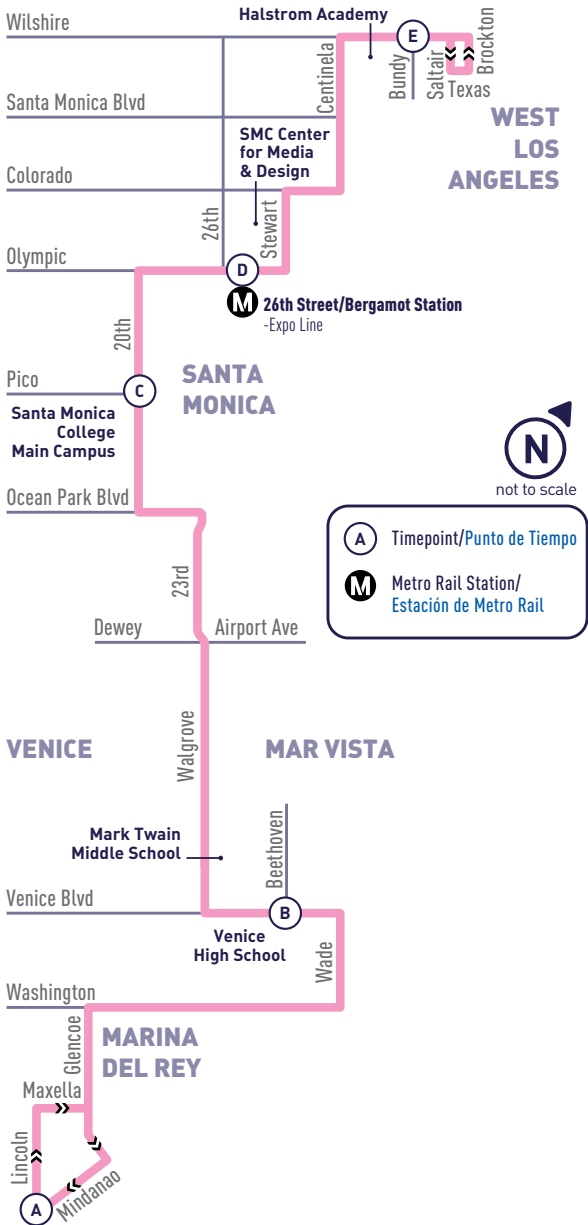 Wilshire
Halstrom Academy
E
Centinela
Bundy
Saltair
Brockton
Texas
Santa Monica Blvd
WEST
LOS
ANGELES
SMC Center
for Media
& Design
Colorado
26th
Stewart
Olympic
D
M
26th Street/Bergamot Station
-Expo Line
20th
Pico
C
SANTA
MONICA
Santa Monica
College
Main Campus
N
not to scale
Ocean Park Blvd
A
Timepoint/Punto de Tiempo
M
Metro Rail Station/
Estación de Metro Rail
23rd
Dewey
Airport Ave
VENICE
Walgrove
MAR VISTA
Mark Twain
Middle School
Beethoven
Venice Blvd
B
Venice
High School
Wade
Washington
Glencoe
MARINA
DEL REY
Maxella
Lincoln
Mindanao
A